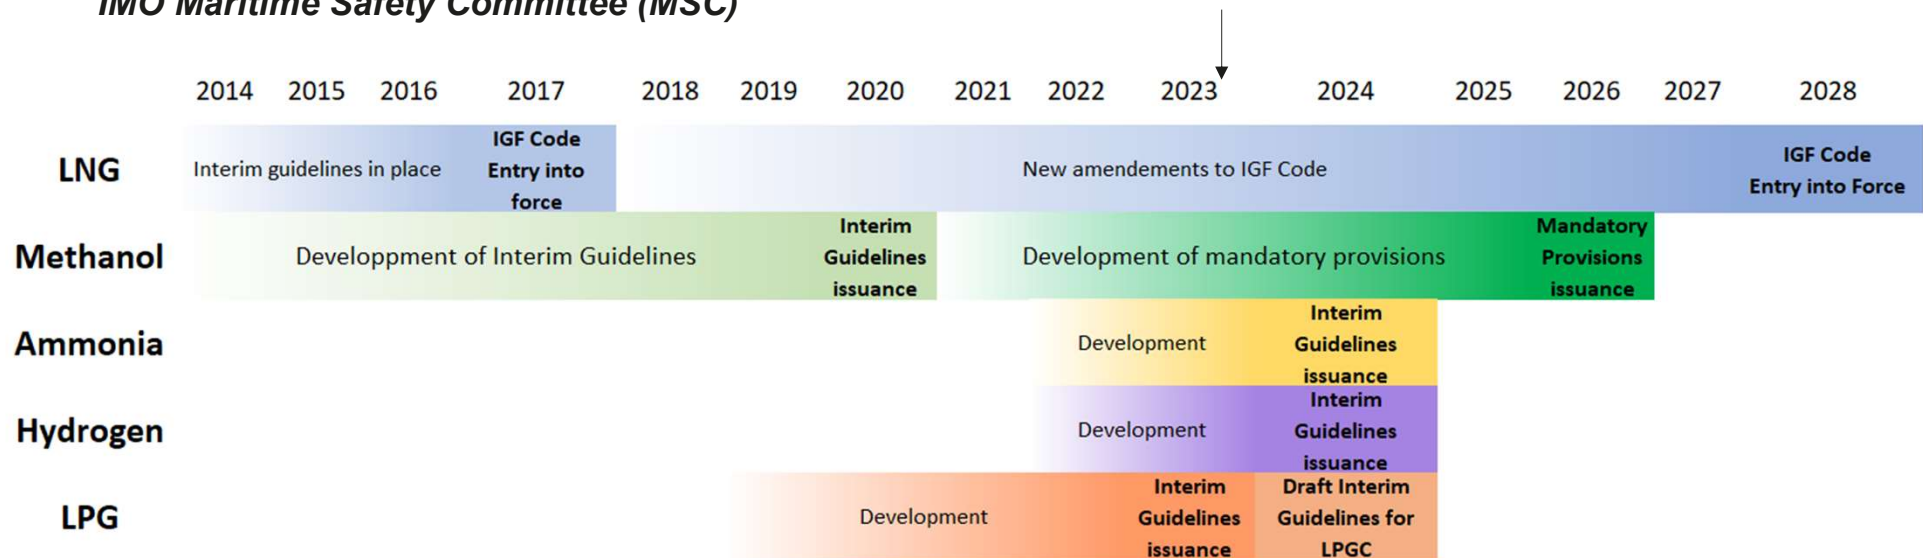 IMO Maritime Safety Committee (MSC)
2014 2015 2016 2017 2018 2019 2020 2021 2022 2023 2024 2025 2026 2027 2028
LNG
Interim guidelines in place
IGF Code
Entry into
force
New amendements to IGF Code
IGF Code
Entry into Force
Methanol
Developpment of Interim Guidelines
Interim
Guidelines
issuance
Development of mandatory provisions
Mandatory
Provisions
issuance
Ammonia
Development
Interim
Guidelines
issuance
Hydrogen
Development
Interim
Guidelines
issuance
LPG
Development
Interim
Guidelines
issuance
Draft Interim
Guidelines for
LPGC